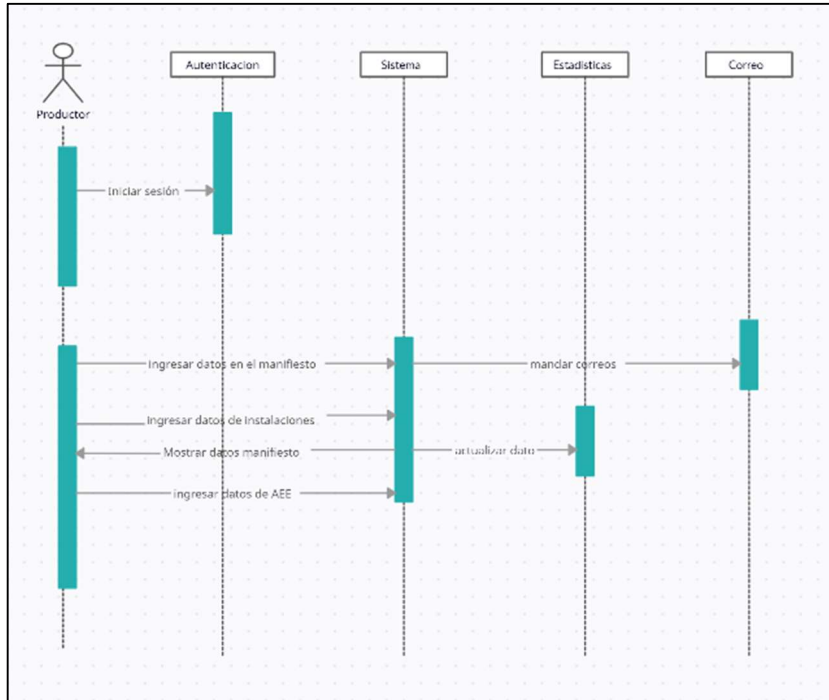 Autenticacion
Sistema
Estadisticas
Correo
Productor
Iniciar sesión
Ingresar datos en el manifiesto
mandar correos
Ingresar datos de instalaciones
Mostrar datos manifiesto
actualizar dato
ingresar datos de AEE